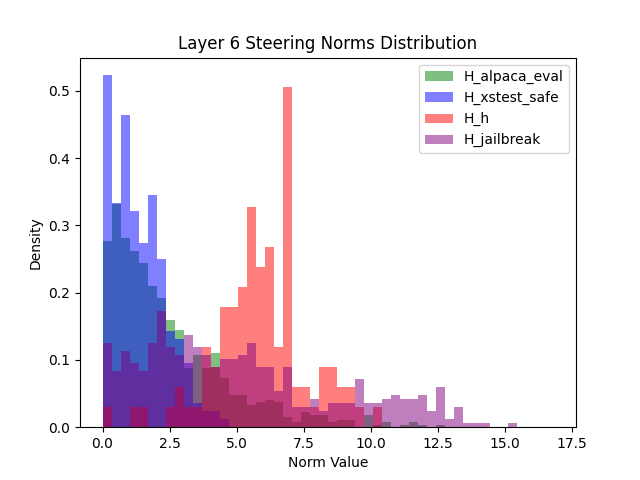 Layer 6 Steering Norms Distribution
H_alpaca_eval
H_xstest_safe
H_h
H_jailbreak
Density
0.5
0.4
0.3
0.2
0.1
0.0
0.0 2.5 5.0 7.5 10.0 12.5 15.0 17.5
Norm Value